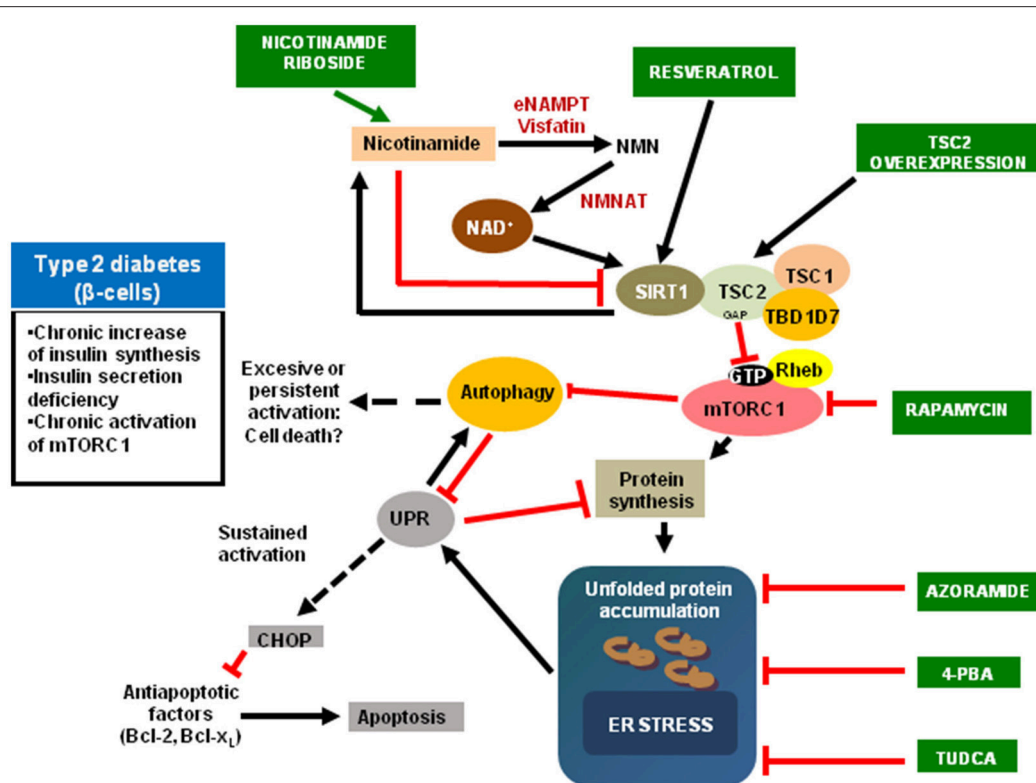 NICOTINAMIDE
RIBOSIDE
RESVERATROL
eNAMPT
Visfatin
Nicotinamide
NMN
TSC2
OVEREXPRESSION
NMNAT
NAD+
Type 2 diabetes
(β-cells)
▪Chronic increase
of insulin synthesis
▪Insulin secretion
deficiency
▪Chronic activation
of mTORC1
SIRT1
TSC2
GAP
TSC1
TBD1D7
Excesive or
persistent
activation:
Cell death?
Autophagy
GTP
Rheb
mTORC1
RAPAMYCIN
Protein
synthesis
UPR
Sustained
activation
Unfolded protein
accumulation
AZORAMIDE
CHOP
4-PBA
Antiapoptotic
factors
(Bcl-2, Bcl-xL)
Apoptosis
ER STRESS
TUDCA